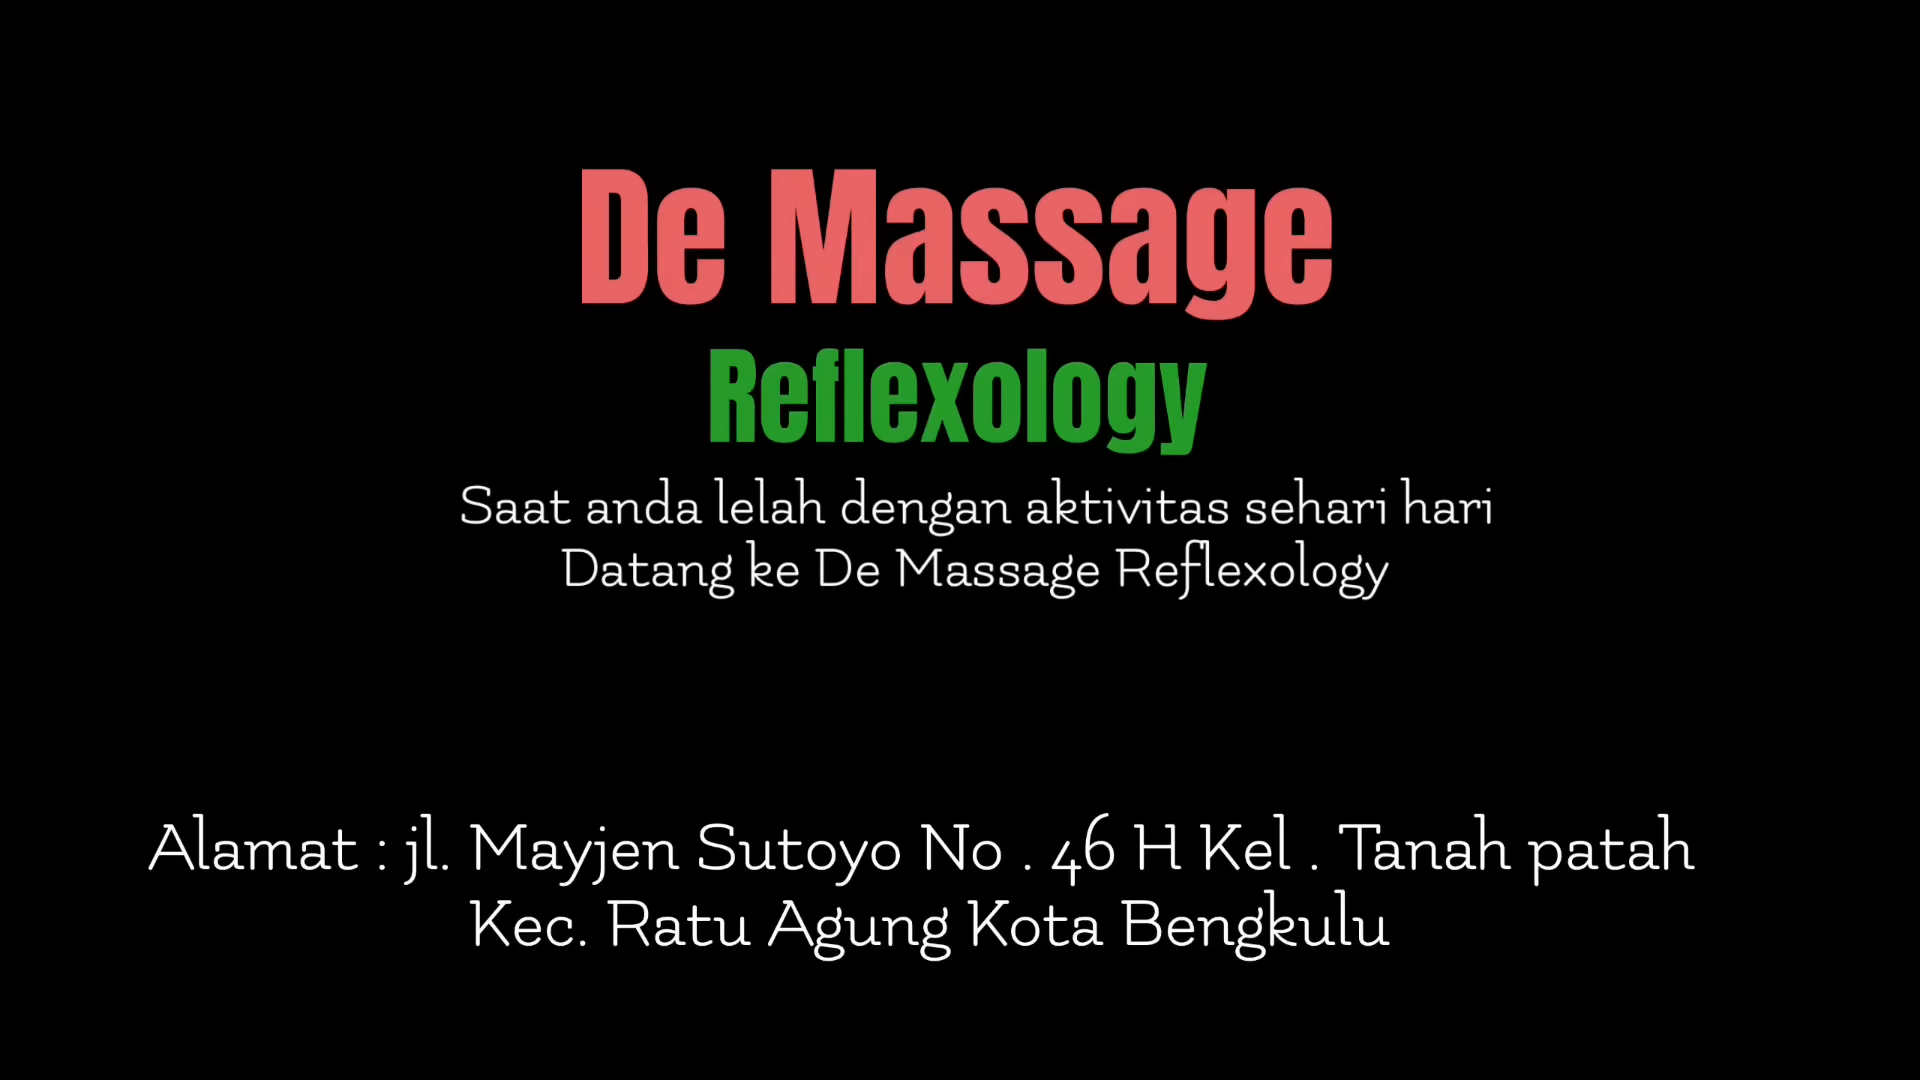 De Massage
Reflexology
Saat anda lelah dengan aktivitas sehari hari
Datang ke De Massage Reflexology
Alamat : jl. Mayjen Sutoyo No . 46 H Kel . Tanah patah
Kec. Ratu Agung Kota Bengkulu